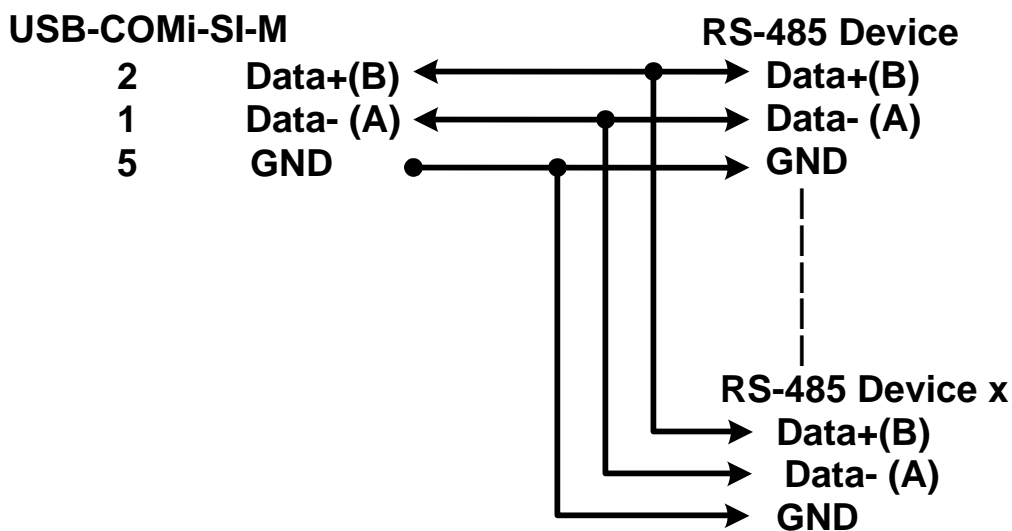 USB-COMi-SI-M
2 Data+(B)
1 Data- (A)
5 GND
RS-485 Device
Data+(B)
Data- (A)
GND
RS-485 Device x
Data+(B)
Data- (A)
GND